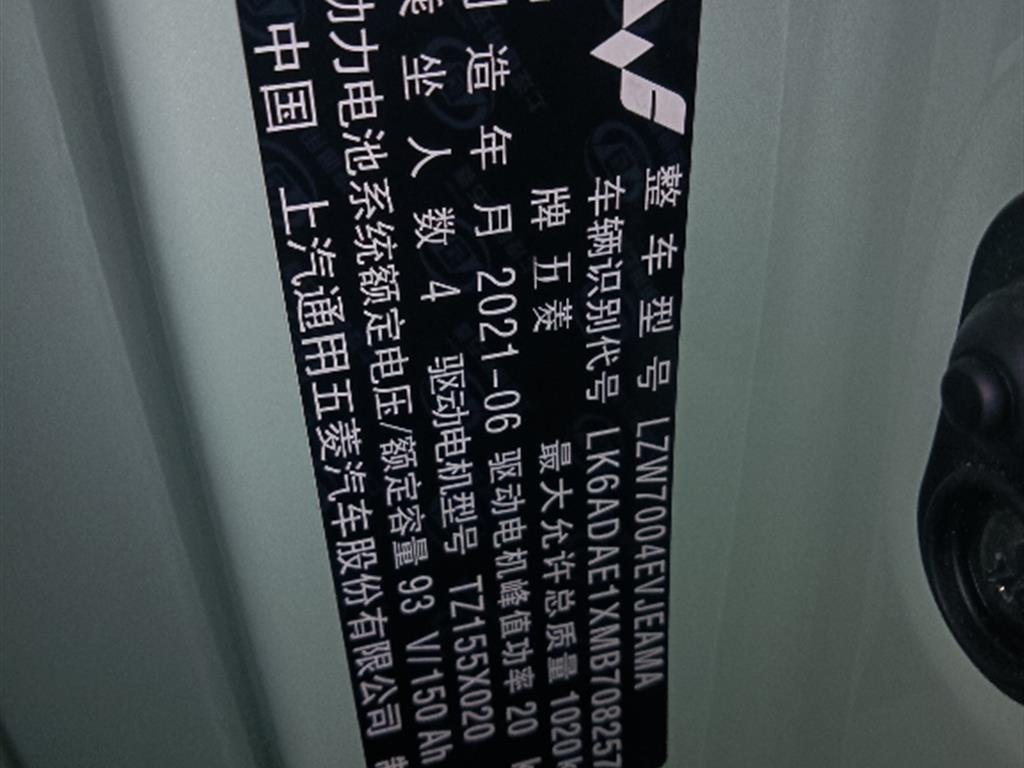 整车型号 LZW7004EVJEAMA
车辆识别代号 LK6ADAE1XMB708257
牌 五菱 最大允许总质量 1020k
造年月 2021-06 驱动电机峰值功率 20 k
乘坐人数 4 驱动电机型号 TZ155X020
动力电池系统额定电压/额定容量 93 V/150 Ah
中国 上汽通用五菱汽车股份有限公司